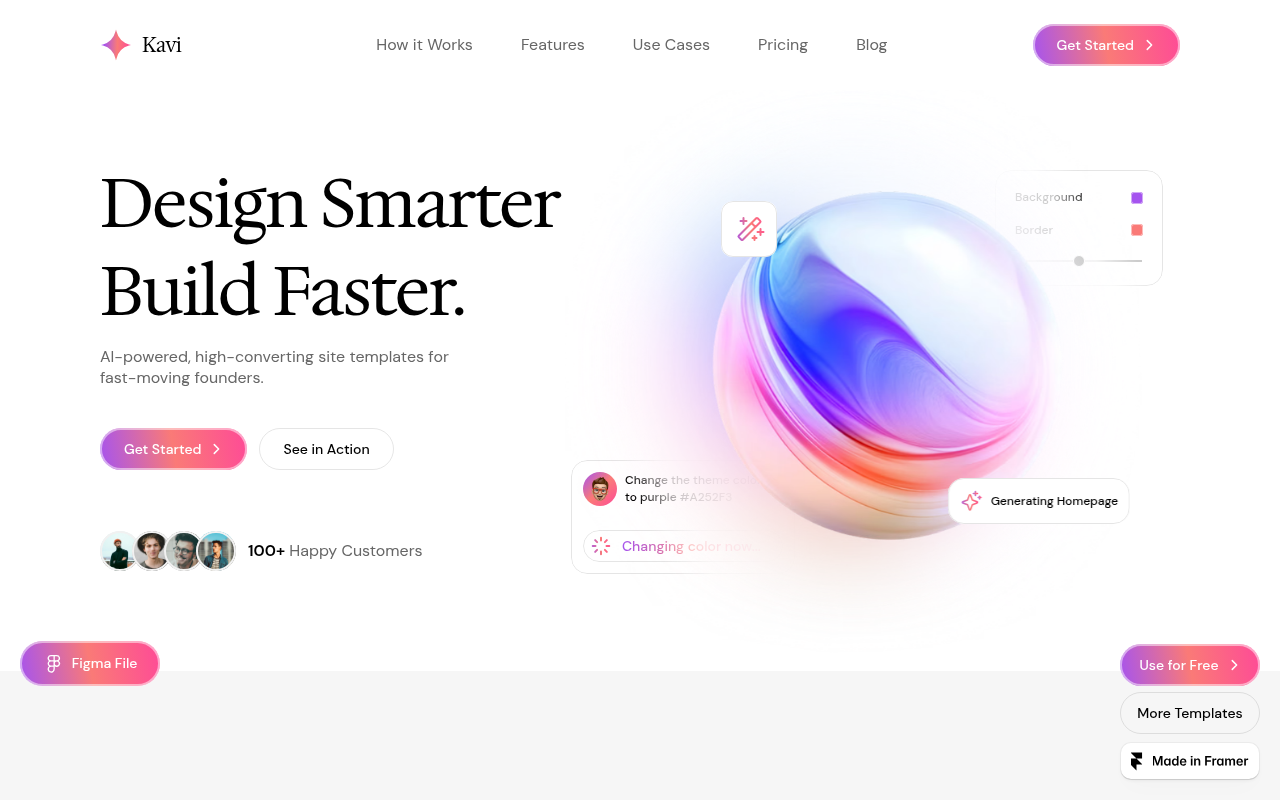 Kavi
How it Works
Features
Use Cases
Pricing
Blog
Get Started
Design Smarter
Build Faster.
AI-powered, high-converting site templates for
fast-moving founders.
Get Started
See in Action
100+ Happy Customers
Background
Border
Change the theme color
to purple #A252F3
Changing color now...
Generating Homepage
Figma File
Use for Free
More Templates
Made in Framer